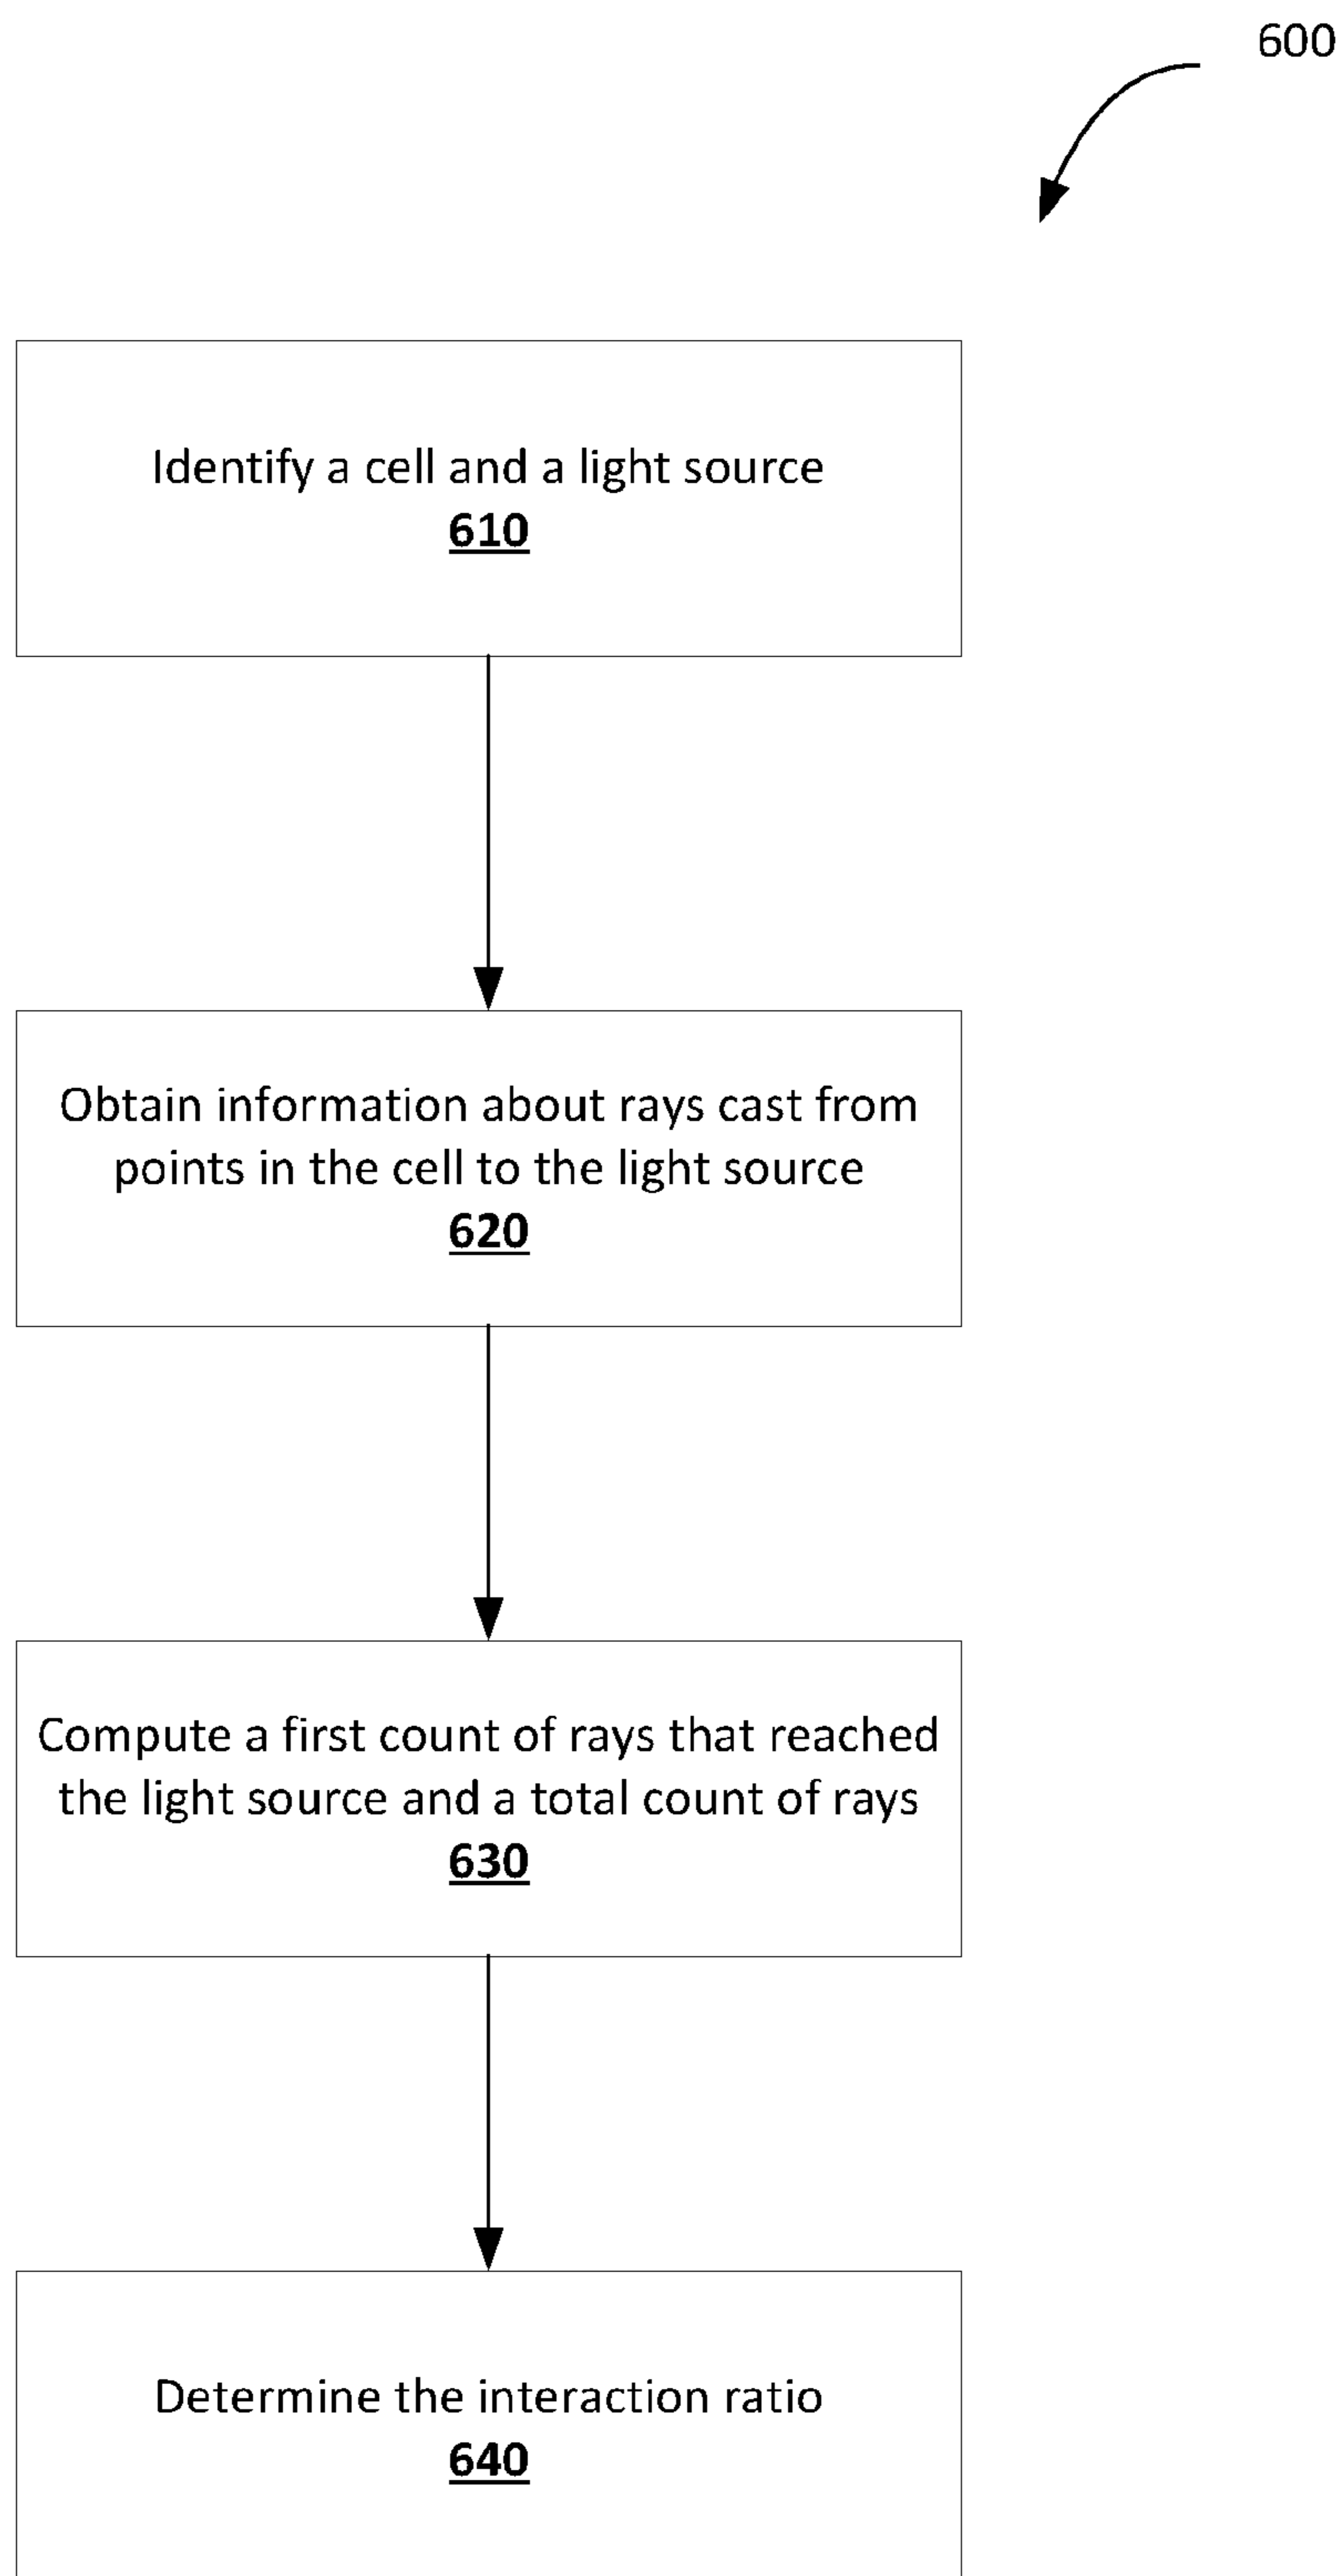 600
Identify a cell and a light source
610
Obtain information about rays cast from
points in the cell to the light source
620
Compute a first count of rays that reached
the light source and a total count of rays
630
Determine the interaction ratio
640